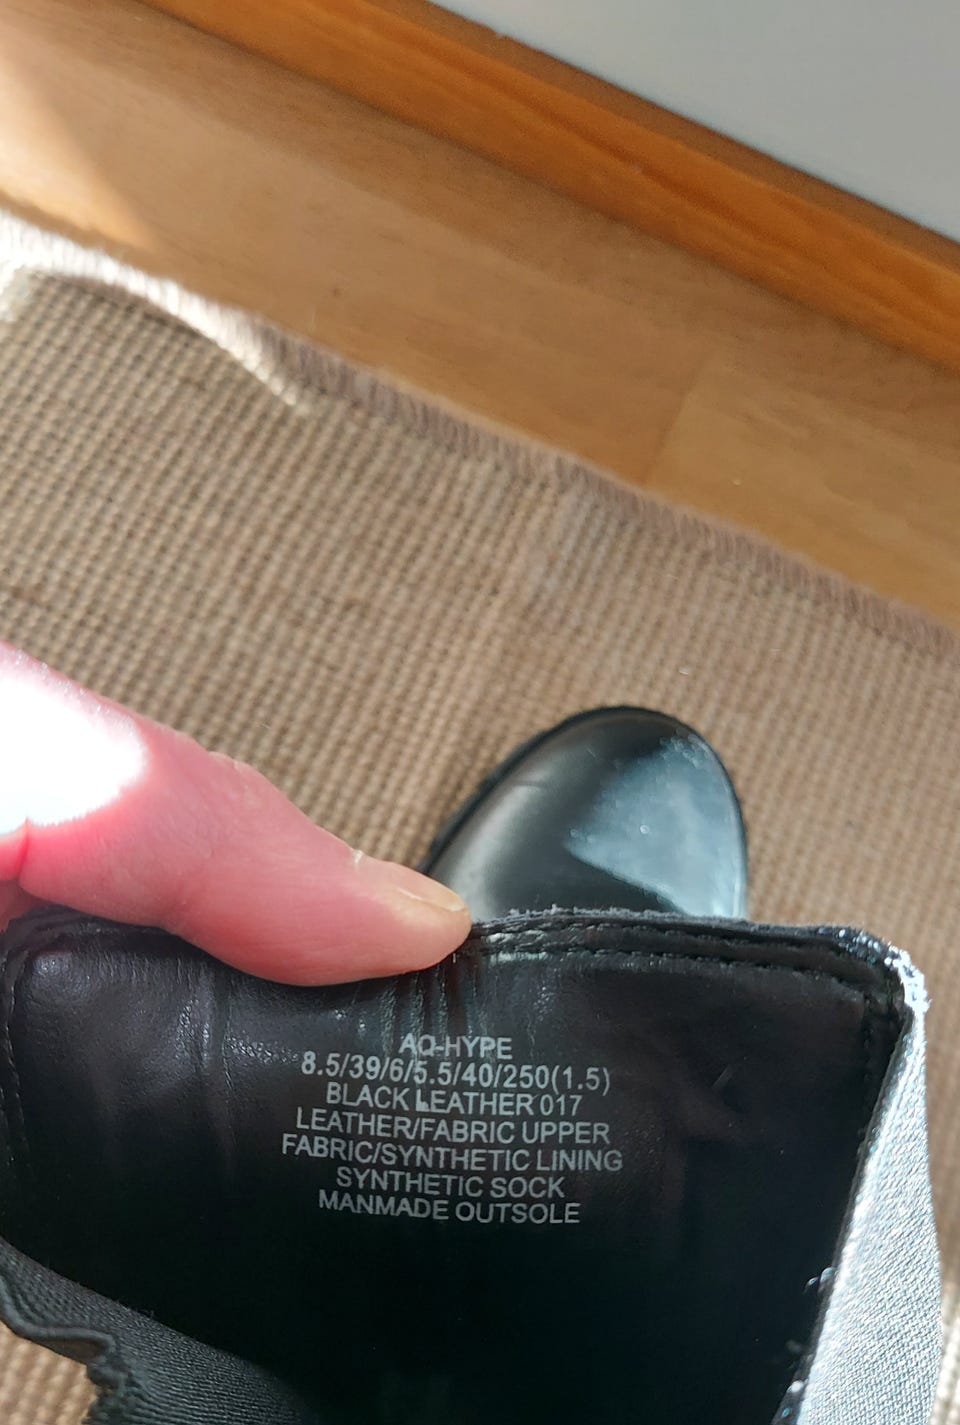 AO-HYPE
8.5/39/6/5.5/40/250(1.5)
BLACK LEATHER 017
LEATHER/FABRIC UPPER
FABRIC/SYNTHETIC LINING
SYNTHETIC SOCK
MANMADE OUTSOLE